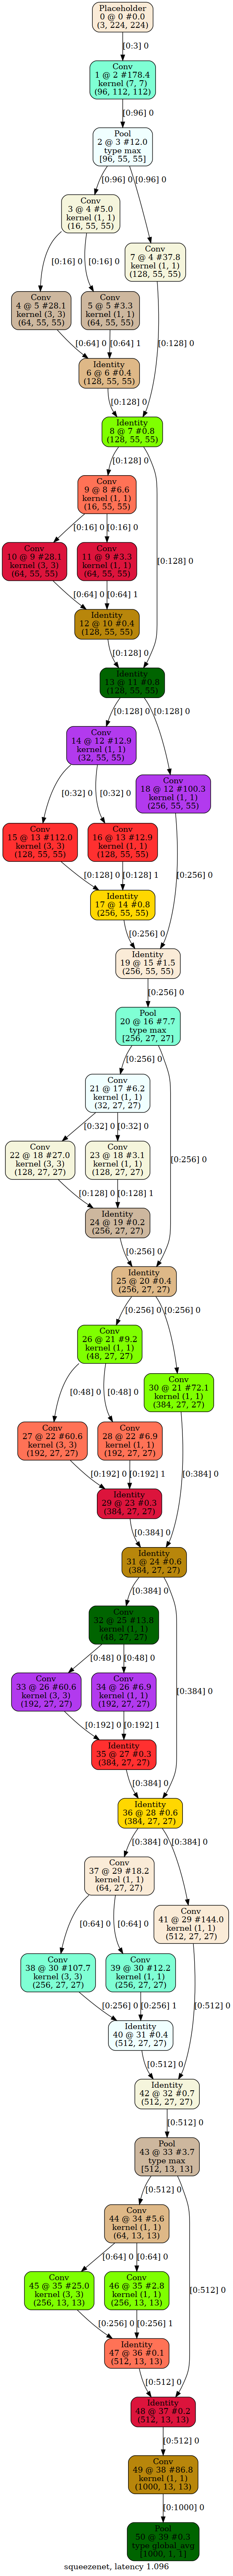 Placeholder
0 @ 0 #0.0
(3, 224, 224)
[0:3] 0
Conv
1 @ 2 #178.4
kernel (7, 7)
(96, 112, 112)
[0:96] 0
Pool
2 @ 3 #12.0
type max
[96, 55, 55]
[0:96] 0
[0:96] 0
Conv
3 @ 4 #5.0
kernel (1, 1)
(16, 55, 55)
Conv
7 @ 4 #37.8
kernel (1, 1)
(128, 55, 55)
[0:16] 0
[0:16] 0
Conv
4 @ 5 #28.1
kernel (3, 3)
(64, 55, 55)
Conv
5 @ 5 #3.3
kernel (1, 1)
(64, 55, 55)
[0:64] 0
[0:64] 1
[0:128] 0
Identity
6 @ 6 #0.4
(128, 55, 55)
[0:128] 0
Identity
8 @ 7 #0.8
(128, 55, 55)
[0:128] 0
Conv
9 @ 8 #6.6
kernel (1, 1)
(16, 55, 55)
[0:16] 0
[0:16] 0
Conv
10 @ 9 #28.1
kernel (3, 3)
(64, 55, 55)
Conv
11 @ 9 #3.3
kernel (1, 1)
(64, 55, 55)
[0:128] 0
[0:64] 0
[0:64] 1
Identity
12 @ 10 #0.4
(128, 55, 55)
[0:128] 0
Identity
13 @ 11 #0.8
(128, 55, 55)
[0:128] 0
[0:128] 0
Conv
14 @ 12 #12.9
kernel (1, 1)
(32, 55, 55)
Conv
18 @ 12 #100.3
kernel (1, 1)
(256, 55, 55)
[0:32] 0
[0:32] 0
Conv
15 @ 13 #112.0
kernel (3, 3)
(128, 55, 55)
Conv
16 @ 13 #12.9
kernel (1, 1)
(128, 55, 55)
[0:128] 0
[0:128] 1
[0:256] 0
Identity
17 @ 14 #0.8
(256, 55, 55)
[0:256] 0
Identity
19 @ 15 #1.5
(256, 55, 55)
[0:256] 0
Pool
20 @ 16 #7.7
type max
[256, 27, 27]
[0:256] 0
Conv
21 @ 17 #6.2
kernel (1, 1)
(32, 27, 27)
[0:32] 0
[0:32] 0
Conv
22 @ 18 #27.0
kernel (3, 3)
(128, 27, 27)
Conv
23 @ 18 #3.1
kernel (1, 1)
(128, 27, 27)
[0:256] 0
[0:128] 0
[0:128] 1
Identity
24 @ 19 #0.2
(256, 27, 27)
[0:256] 0
Identity
25 @ 20 #0.4
(256, 27, 27)
[0:256] 0
[0:256] 0
Conv
26 @ 21 #9.2
kernel (1, 1)
(48, 27, 27)
Conv
30 @ 21 #72.1
kernel (1, 1)
(384, 27, 27)
[0:48] 0
[0:48] 0
Conv
27 @ 22 #60.6
kernel (3, 3)
(192, 27, 27)
Conv
28 @ 22 #6.9
kernel (1, 1)
(192, 27, 27)
[0:192] 0
[0:192] 1
[0:384] 0
Identity
29 @ 23 #0.3
(384, 27, 27)
[0:384] 0
Identity
31 @ 24 #0.6
(384, 27, 27)
[0:384] 0
Conv
32 @ 25 #13.8
kernel (1, 1)
(48, 27, 27)
[0:48] 0
[0:48] 0
Conv
33 @ 26 #60.6
kernel (3, 3)
(192, 27, 27)
Conv
34 @ 26 #6.9
kernel (1, 1)
(192, 27, 27)
[0:384] 0
[0:192] 0
[0:192] 1
Identity
35 @ 27 #0.3
(384, 27, 27)
[0:384] 0
Identity
36 @ 28 #0.6
(384, 27, 27)
[0:384] 0
[0:384] 0
Conv
37 @ 29 #18.2
kernel (1, 1)
(64, 27, 27)
Conv
41 @ 29 #144.0
kernel (1, 1)
(512, 27, 27)
[0:64] 0
[0:64] 0
Conv
38 @ 30 #107.7
kernel (3, 3)
(256, 27, 27)
Conv
39 @ 30 #12.2
kernel (1, 1)
(256, 27, 27)
[0:256] 0
[0:256] 1
[0:512] 0
Identity
40 @ 31 #0.4
(512, 27, 27)
[0:512] 0
Identity
42 @ 32 #0.7
(512, 27, 27)
[0:512] 0
Pool
43 @ 33 #3.7
type max
[512, 13, 13]
[0:512] 0
Conv
44 @ 34 #5.6
kernel (1, 1)
(64, 13, 13)
[0:64] 0
[0:64] 0
Conv
45 @ 35 #25.0
kernel (3, 3)
(256, 13, 13)
Conv
46 @ 35 #2.8
kernel (1, 1)
(256, 13, 13)
[0:512] 0
[0:256] 0
[0:256] 1
Identity
47 @ 36 #0.1
(512, 13, 13)
[0:512] 0
Identity
48 @ 37 #0.2
(512, 13, 13)
[0:512] 0
Conv
49 @ 38 #86.8
kernel (1, 1)
(1000, 13, 13)
[0:1000] 0
Pool
50 @ 39 #0.3
type global_avg
[1000, 1, 1]
squeezenet, latency 1.096